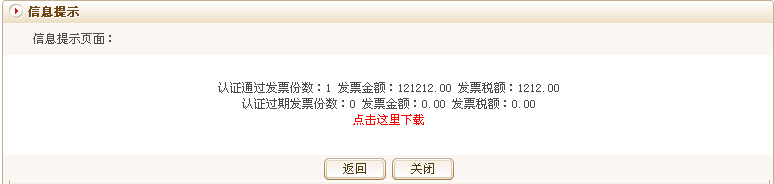 信息提示
信息提示页面：
认证通过发票份数：1 发票金额：121212.00 发票税额：1212.00
认证过期发票份数：0 发票金额：0.00 发票税额：0.00
点击这里下载
返回 关闭